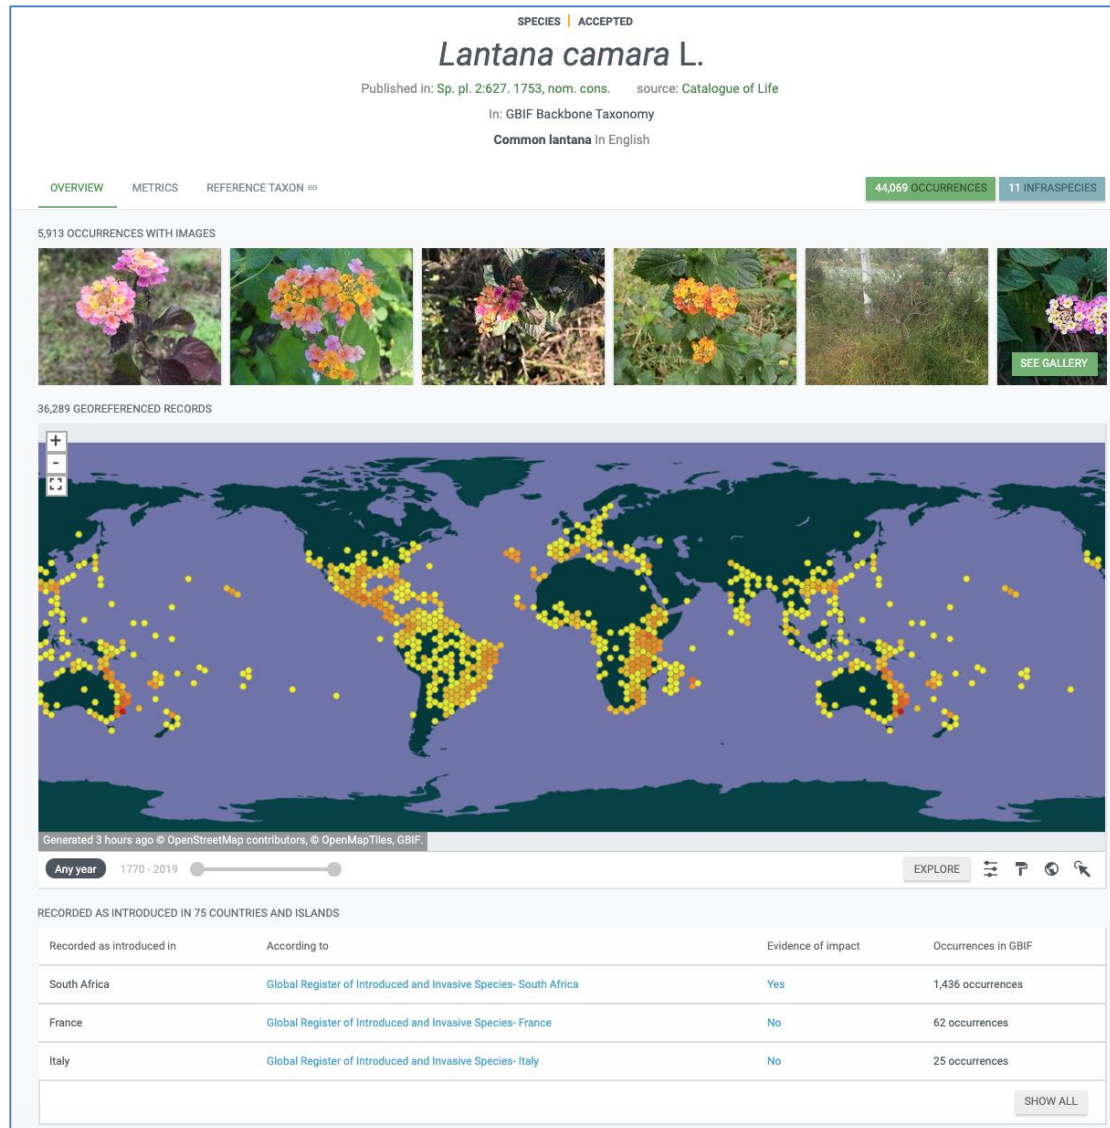 SPECIES | ACCEPTED
Lantana camara L.
Published in: Sp. pl. 2:627. 1753, nom. cons. source: Catalogue of Life
In: GBIF Backbone Taxonomy
Common lantana In English
OVERVIEW METRICS REFERENCE TAXON 44,069 OCCURRENCES 11 INFRASPECIES
5,913 OCCURRENCES WITH IMAGES
SEE GALLERY
36,289 GEOREFERENCED RECORDS
+
-
Generated 3 hours ago © OpenStreetMap contributors, © OpenMapTiles, GBIF.
Any year 1770 - 2019 EXPLORE
RECORDED AS INTRODUCED IN 75 COUNTRIES AND ISLANDS
Recorded as introduced in According to Evidence of impact Occurrences in GBIF
South Africa Global Register of Introduced and Invasive Species- South Africa Yes 1,436 occurrences
France Global Register of Introduced and Invasive Species- France No 62 occurrences
Italy Global Register of Introduced and Invasive Species- Italy No 25 occurrences
SHOW ALL